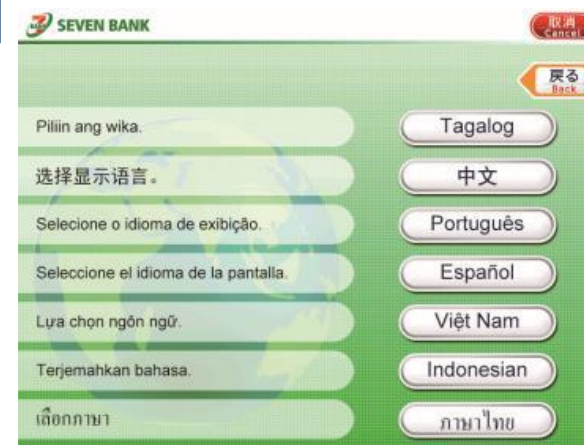 SEVEN BANK
取消
Cancel
戻る
Back
Piliin ang wika. Tagalog
选择显示语言。 中文
Selecione o idioma de exibição. Português
Seleccione el idioma de la pantalla. Español
Lựa chọn ngôn ngữ. Việt Nam
Terjemahkan bahasa. Indonesian
เลือกภาษา ภาษาไทย